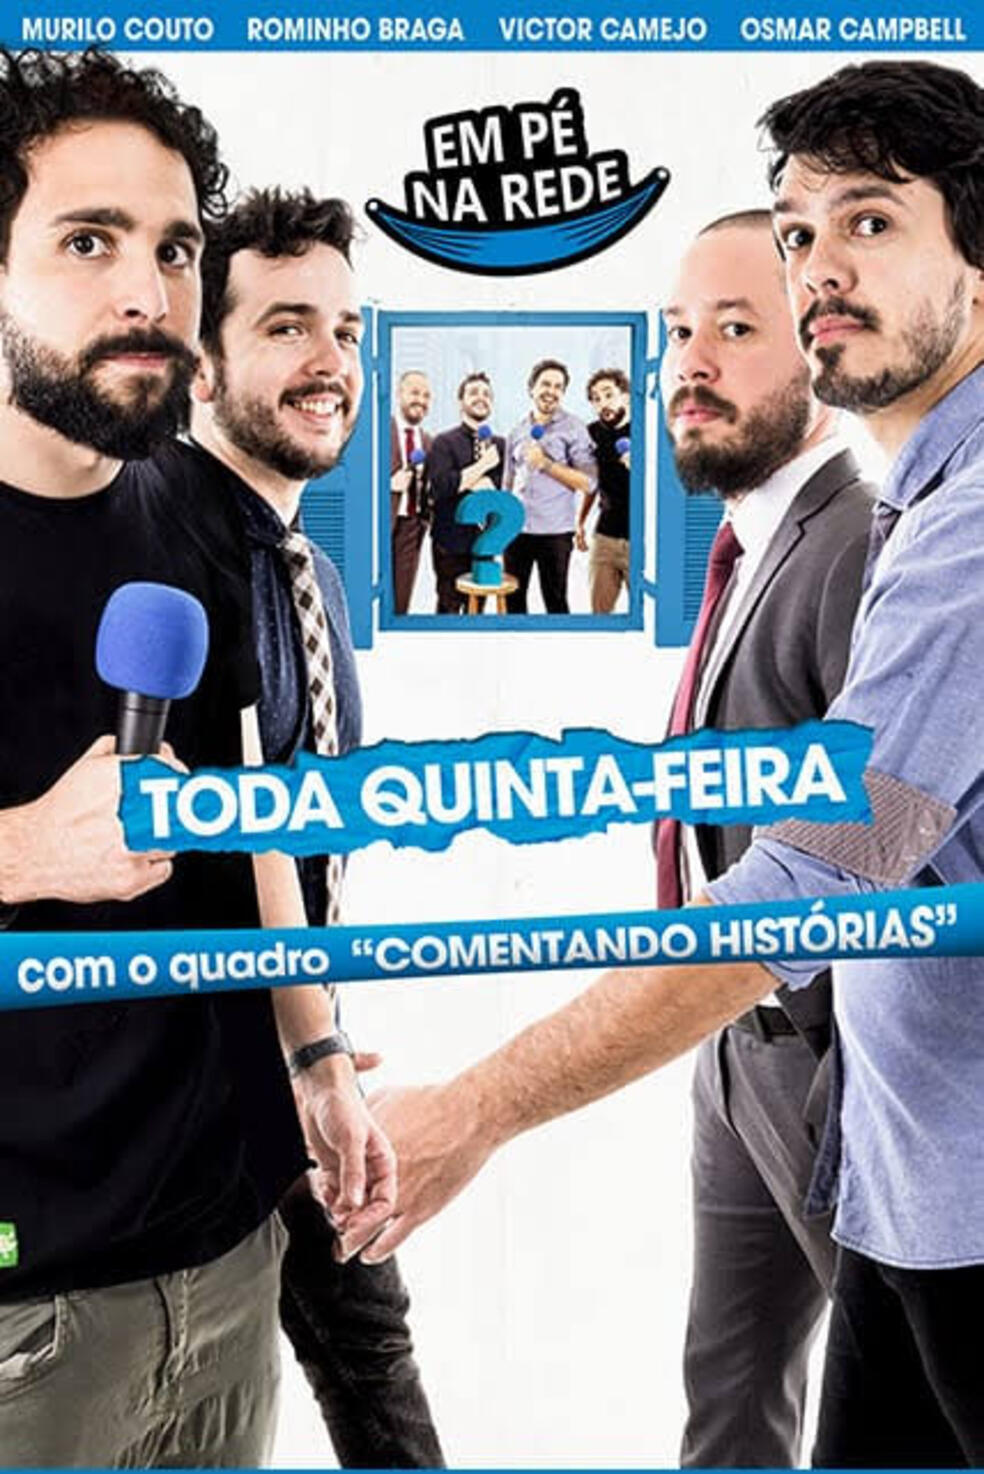 MURILO COUTO ROMINHO BRAGA VICTOR CAMEJO OSMAR CAMPBELL
EM PÉ
NA REDE
?
TODA QUINTA-FEIRA
com o quadro "COMENTANDO HISTÓRIAS"